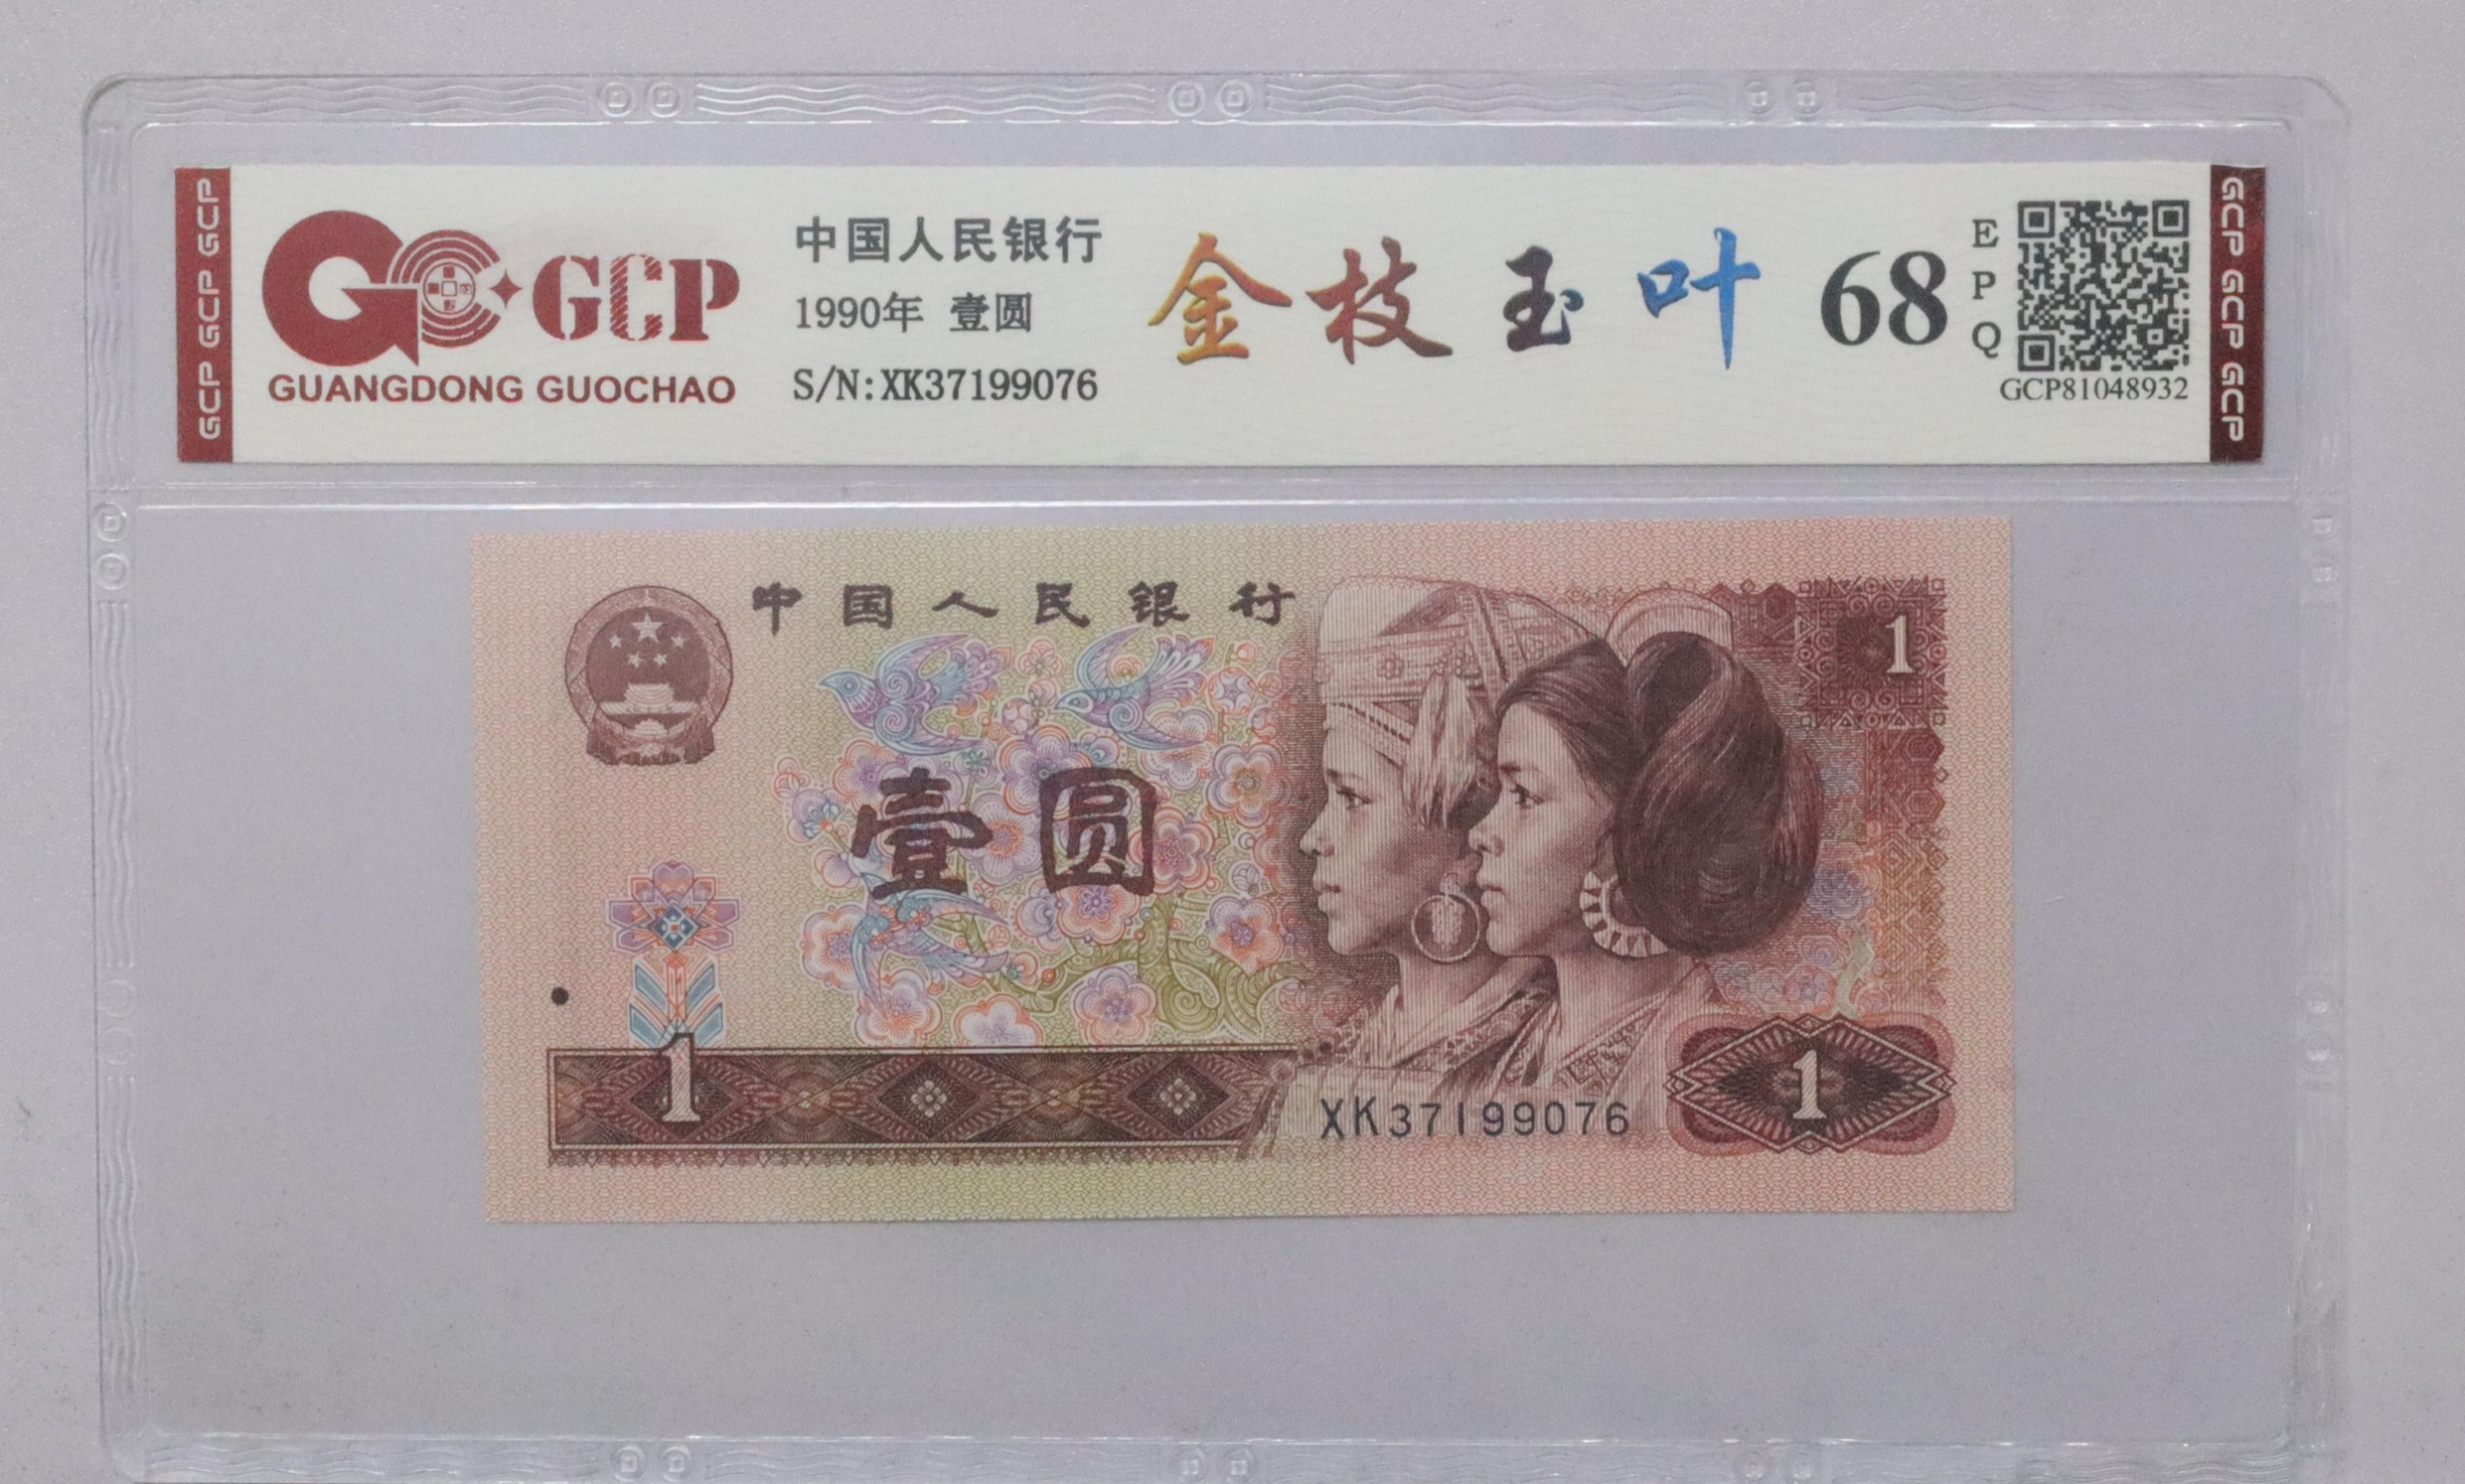 GCP GCP GCP
GCP
GUANGDONG GUOCHAO
中国人民银行
1990年 壹圆
S/N:XK37199076
金枝玉叶
68
EPQ
GCP81048932
GCP GCP GCP
中国人民银行
1
壹圆
1
XK37199076
1